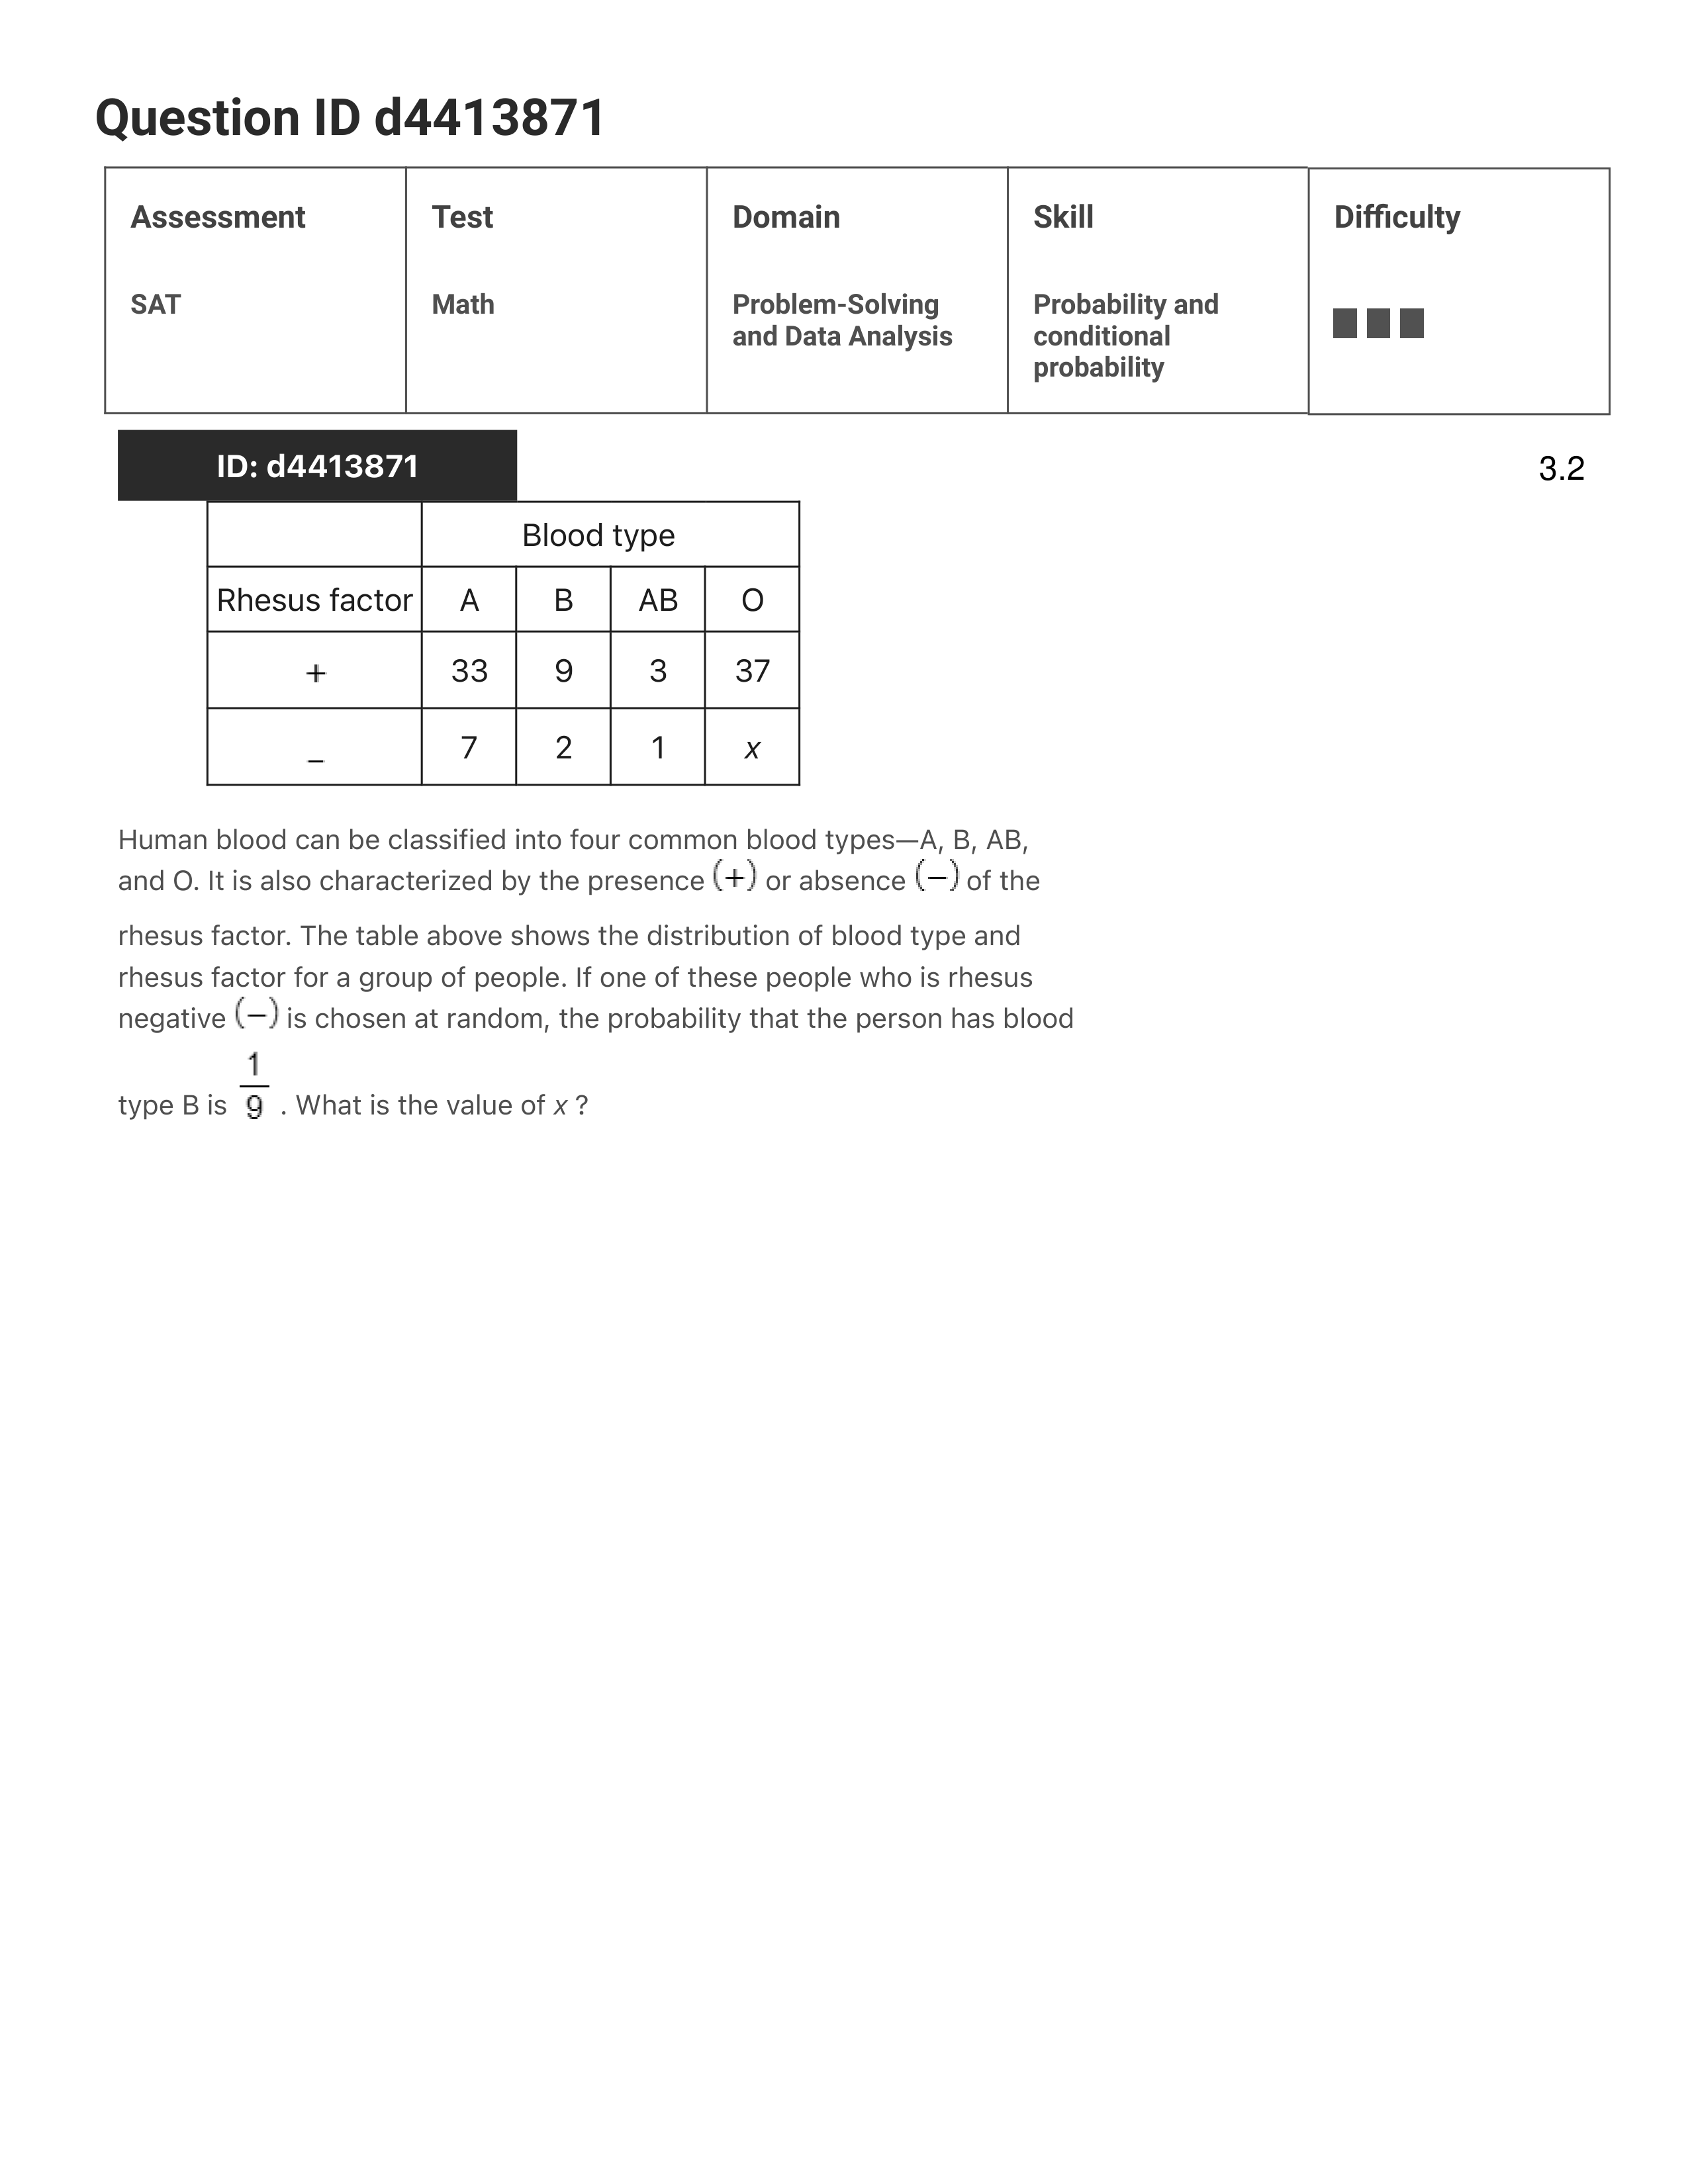 Question ID d4413871
Assessment Test Domain Skill Difficulty
SAT Math Problem-Solving and Data Analysis Probability and conditional probability
ID: d4413871 3.2
Blood type
Rhesus factor A B AB O
+ 33 9 3 37
− 7 2 1 x
Human blood can be classified into four common blood types—A, B, AB,
and O. It is also characterized by the presence (+) or absence (−) of the
rhesus factor. The table above shows the distribution of blood type and
rhesus factor for a group of people. If one of these people who is rhesus
negative (−) is chosen at random, the probability that the person has blood
type B is 1/9 . What is the value of x ?